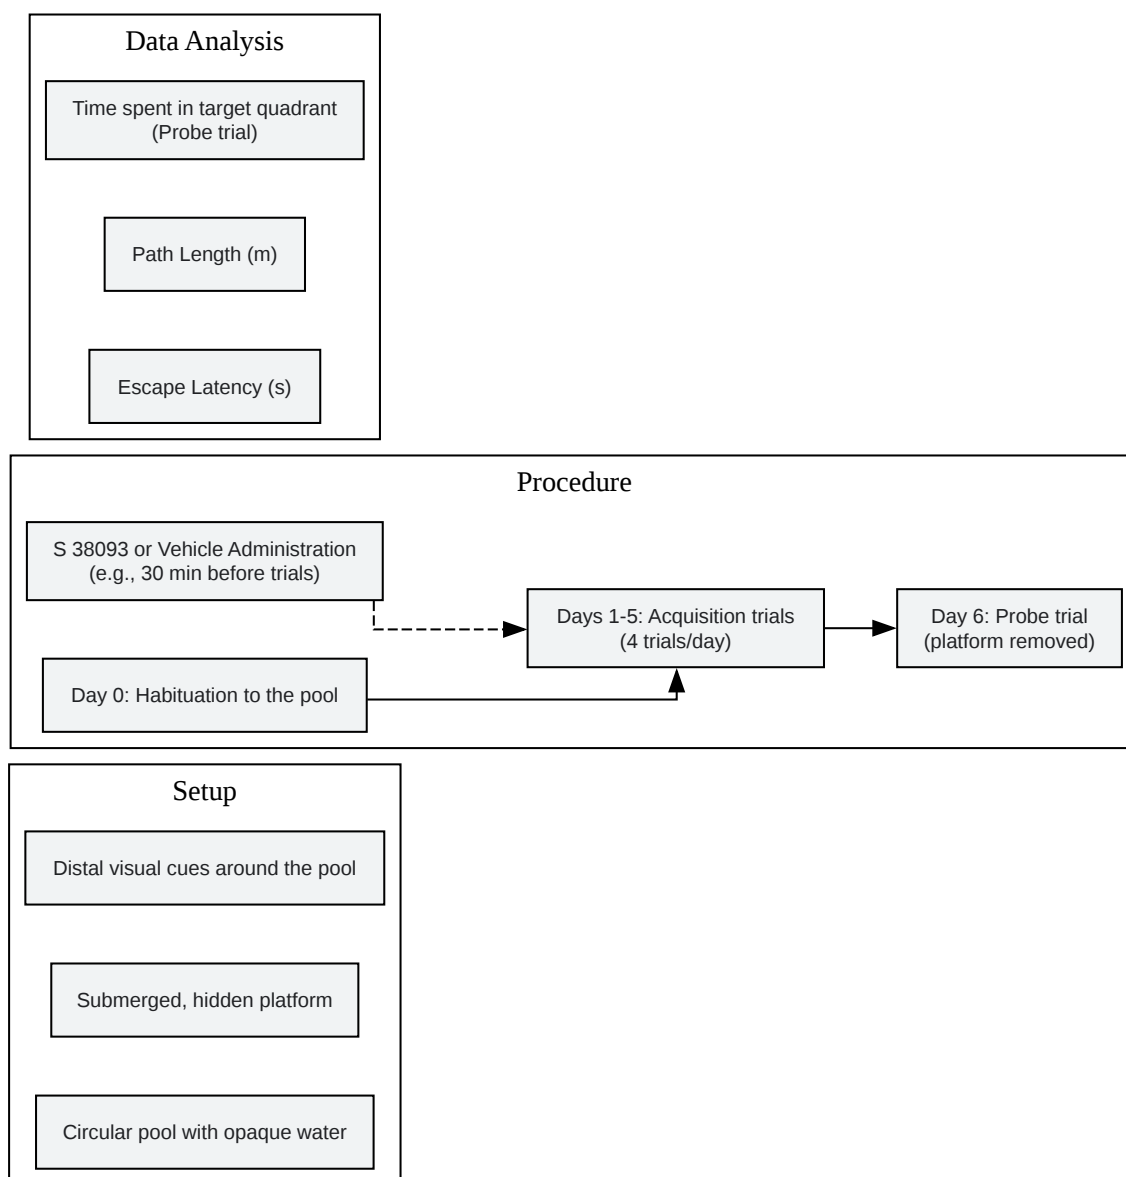 Data Analysis
Time spent in target quadrant
(Probe trial)
Path Length (m)
Escape Latency (s)
Procedure
S 38093 or Vehicle Administration
(e.g., 30 min before trials)
Days 1-5: Acquisition trials
(4 trials/day)
Day 6: Probe trial
(platform removed)
Day 0: Habituation to the pool
Setup
Distal visual cues around the pool
Submerged, hidden platform
Circular pool with opaque water